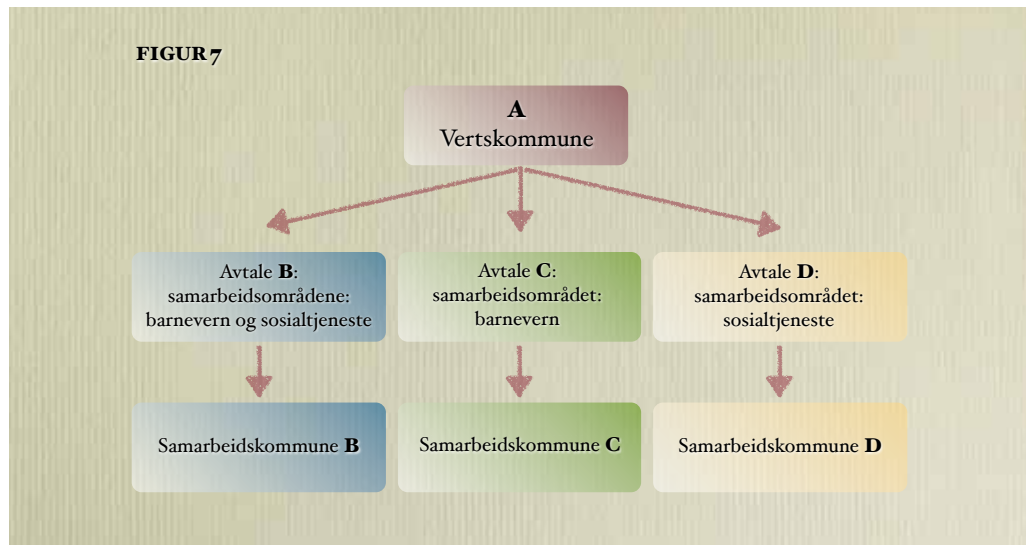 FIGUR 7
A
Vertskommune
Avtale B:
samarbeidsområdene:
barnevern og sosialtjeneste
Avtale C:
samarbeidsområdet:
barnevern
Avtale D:
samarbeidsområdet:
sosialtjeneste
Samarbeidskommune B
Samarbeidskommune C
Samarbeidskommune D